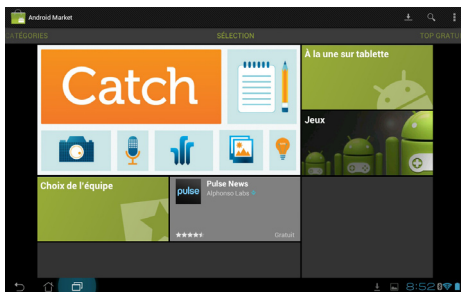 Android Market
CATÉGORIES
SÉLECTION
TOP GRATUI
Catch
À la une sur tablette
Jeux
Choix de l'équipe
pulse
Pulse News
Alphonso Labs
Gratuit
8:52